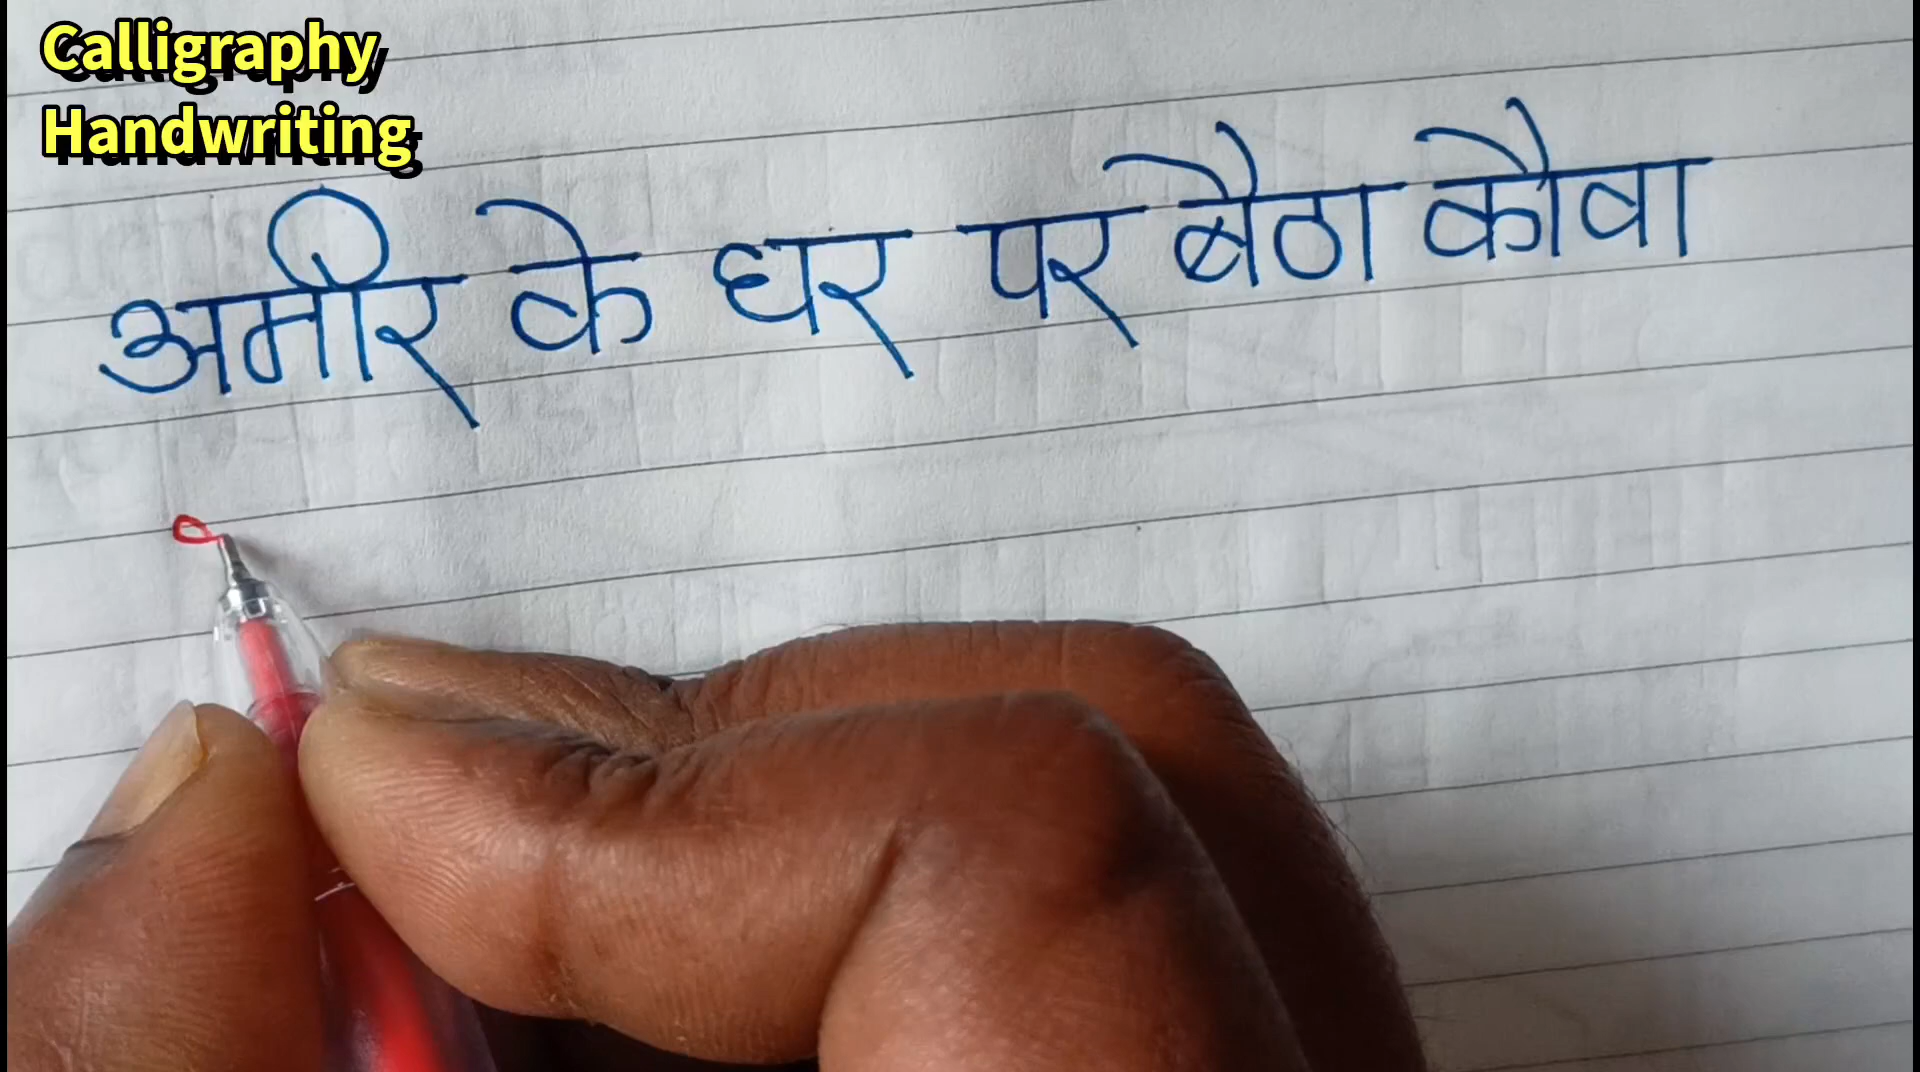 Calligraphy
Handwriting
अमीर के घर पर बैठा कौवा